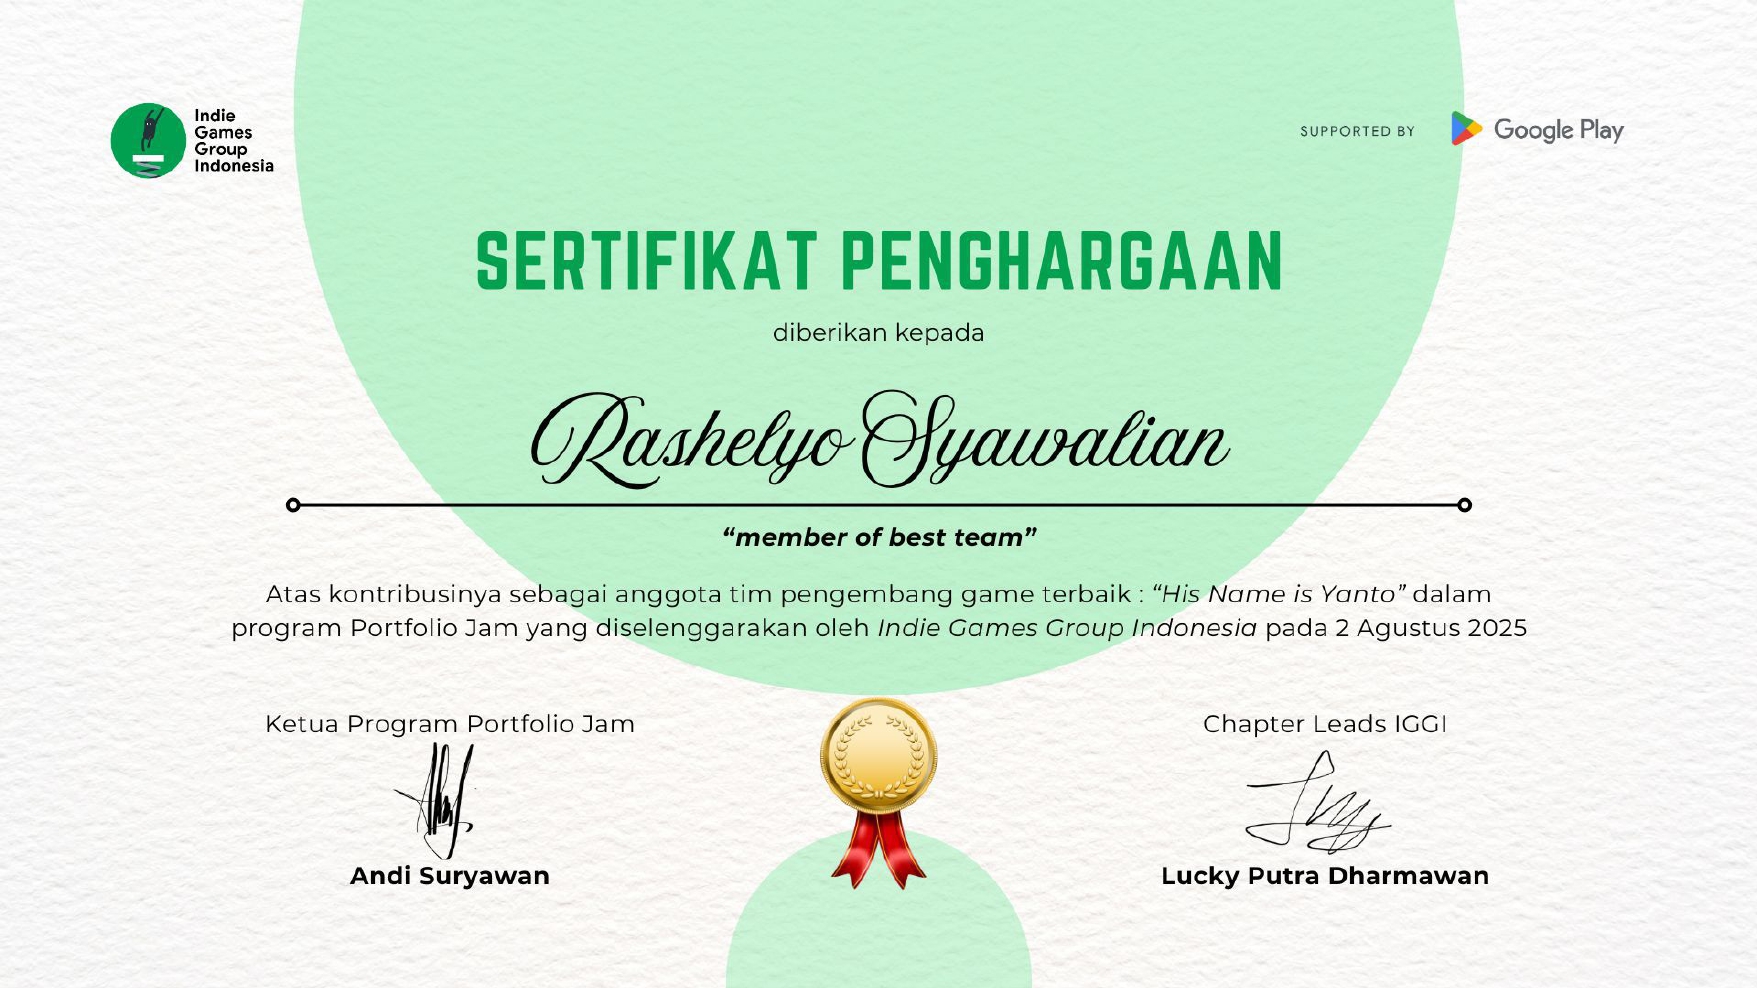 Indie
Games
Group
Indonesia
SUPPORTED BY Google Play
SERTIFIKAT PENGHARGAAN
diberikan kepada
Rashelyo Syawalian
“member of best team”
Atas kontribusinya sebagai anggota tim pengembang game terbaik : “His Name is Yanto” dalam
program Portfolio Jam yang diselenggarakan oleh Indie Games Group Indonesia pada 2 Agustus 2025
Ketua Program Portfolio Jam
Andi Suryawan
Chapter Leads IGGI
Lucky Putra Dharmawan